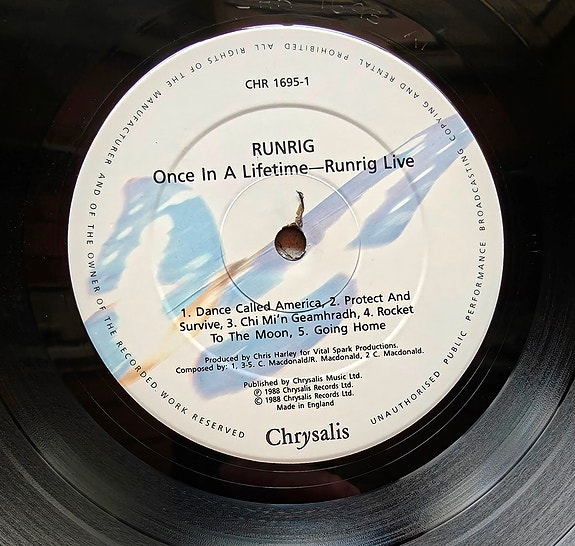 CHR 1695-1
RUNRIG
Once In A Lifetime—Runrig Live
1. Dance Called America, 2. Protect And
Survive, 3. Chi Mi'n Geamhradh, 4. Rocket
To The Moon, 5. Going Home
Produced by Chris Harley for Vital Spark Productions.
Composed by: 1, 3-5. C. Macdonald/R. Macdonald, 2 C. Macdonald.
Published by Chrysalis Music Ltd.
Ⓟ 1988 Chrysalis Records Ltd.
© 1988 Chrysalis Records Ltd.
Made in England
Chrysalis
ALL RIGHTS OF THE MANUFACTURER AND OF THE OWNER OF THE RECORDED WORK RESERVED
UNAUTHORISED PUBLIC PERFORMANCE BROADCASTING COPYING AND RENTAL PROHIBITED